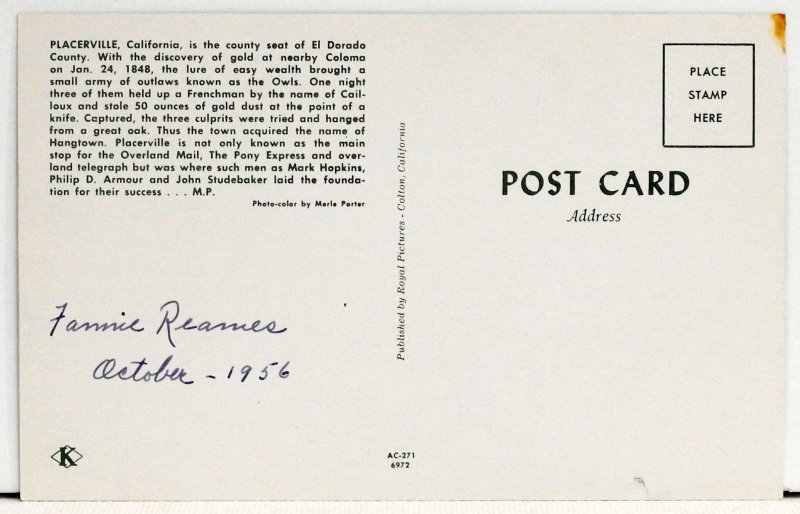 PLACERVILLE, California, is the county seat of El Dorado
County. With the discovery of gold at nearby Coloma
on Jan. 24, 1848, the lure of easy wealth brought a
small army of outlaws known as the Owls. One night
three of them held up a Frenchman by the name of Cail-
loux and stole 50 ounces of gold dust at the point of a
knife. Captured, the three culprits were tried and hanged
from a great oak. Thus the town acquired the name of
Hangtown. Placerville is not only known as the main
stop for the Overland Mail, The Pony Express and over-
land telegraph but was where such men as Mark Hopkins,
Philip D. Armour and John Studebaker laid the founda-
tion for their success . . . M.P.
Photo-color by Merle Porter
Fannie Reames
October - 1956
K
Published by Royal Pictures - Colton, California
AC-271
6972
PLACE
STAMP
HERE
POST CARD
Address